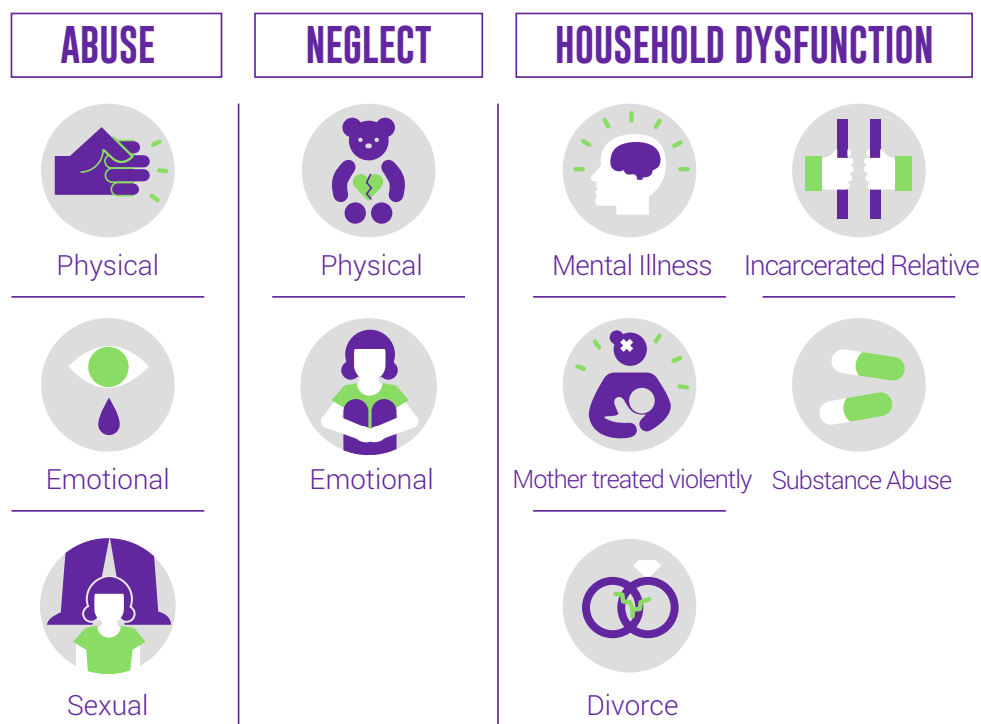 ABUSE
Physical
Emotional
Sexual
NEGLECT
Physical
Emotional
HOUSEHOLD DYSFUNCTION
Mental Illness
Incarcerated Relative
Mother treated violently
Substance Abuse
Divorce